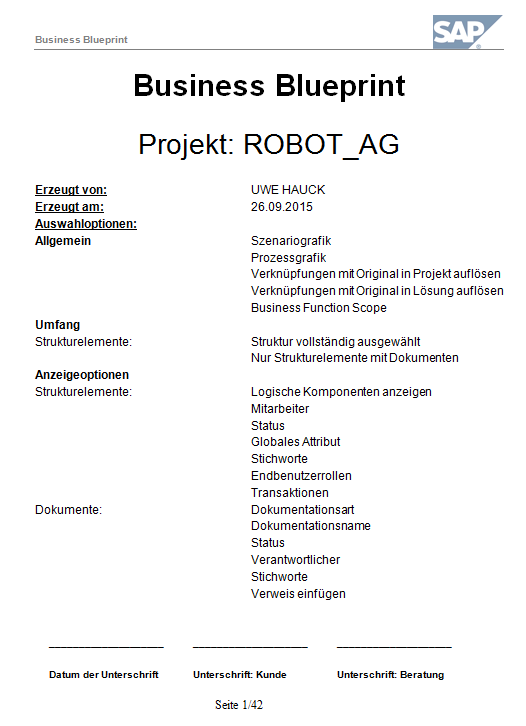 Business Blueprint
SAP®
Business Blueprint
Projekt: ROBOT_AG
Erzeugt von: UWE HAUCK
Erzeugt am: 26.09.2015
Auswahloptionen:
Allgemein Szenariografik
Prozessgrafik
Verknüpfungen mit Original in Projekt auflösen
Verknüpfungen mit Original in Lösung auflösen
Business Function Scope
Umfang
Strukturelemente: Struktur vollständig ausgewählt
Nur Strukturelemente mit Dokumenten
Anzeigeoptionen
Strukturelemente: Logische Komponenten anzeigen
Mitarbeiter
Status
Globales Attribut
Stichworte
Endbenutzerrollen
Transaktionen
Dokumente: Dokumentationsart
Dokumentationsname
Status
Verantwortlicher
Stichworte
Verweis einfügen
Datum der Unterschrift Unterschrift: Kunde Unterschrift: Beratung
Seite 1/42